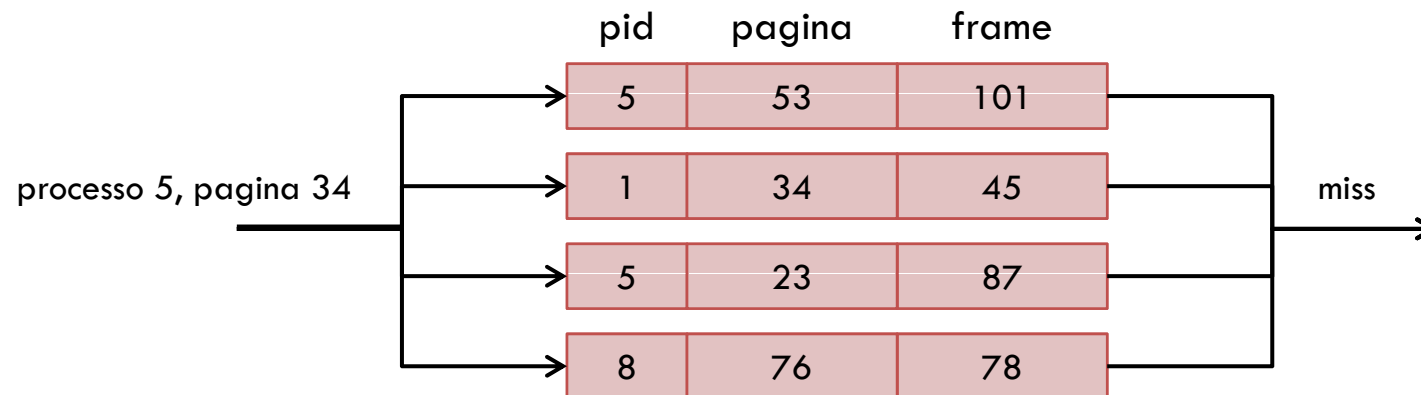 pid pagina frame
5 53 101
processo 5, pagina 34 1 34 45 miss
5 23 87
8 76 78